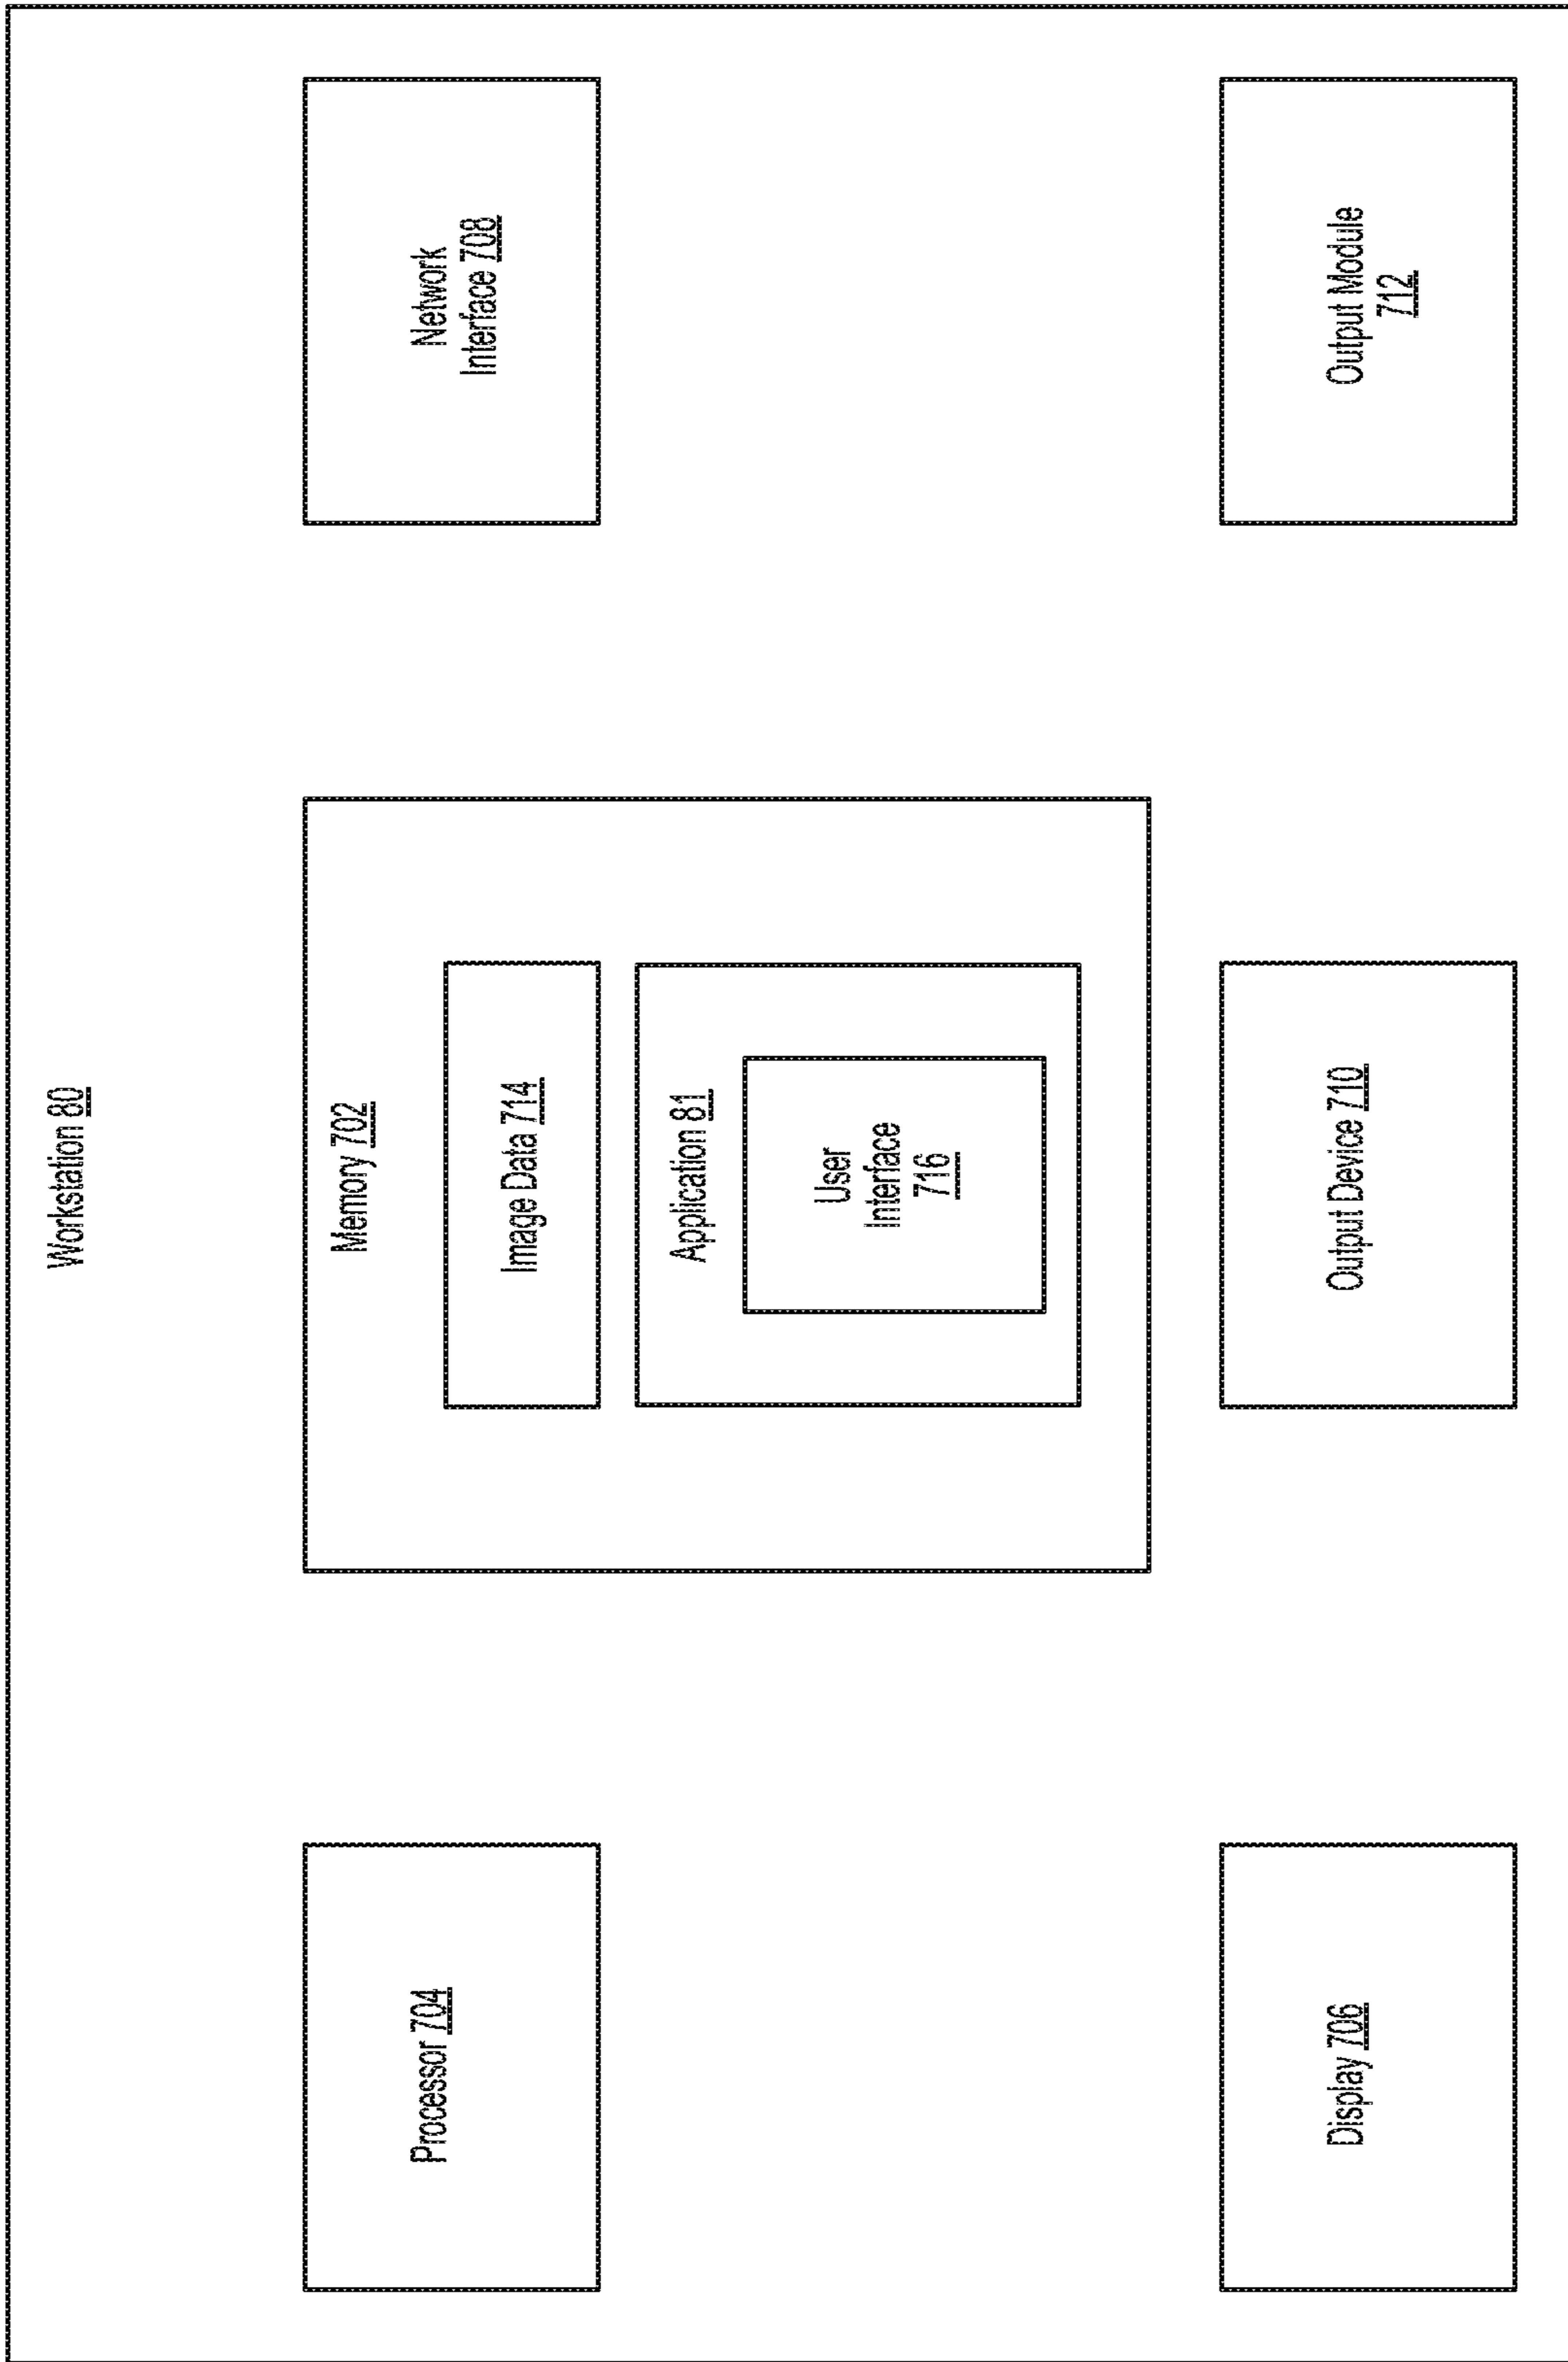 Workstation 80
Processor 704
Memory 702
Image Data 714
Application 81
User
Interface
716
Network
Interface 708
Display 706
Output Device 710
Output Module
712